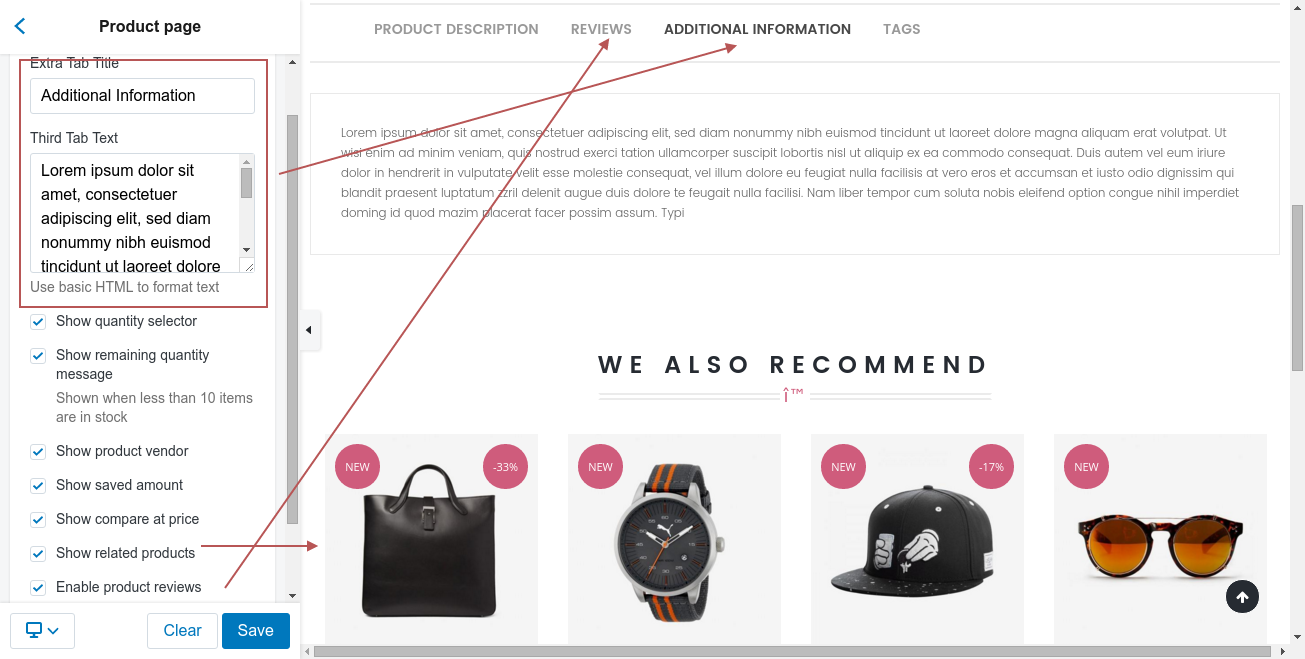 Product page
Extra Tab Title
Additional Information
Third Tab Text
Lorem ipsum dolor sit
amet, consectetuer
adipiscing elit, sed diam
nonummy nibh euismod
tincidunt ut laoreet dolore
Use basic HTML to format text
Show quantity selector
Show remaining quantity
message
Shown when less than 10 items
are in stock
Show product vendor
Show saved amount
Show compare at price
Show related products
Enable product reviews
Clear
Save
PRODUCT DESCRIPTION
REVIEWS
ADDITIONAL INFORMATION
TAGS
Lorem ipsum dolor sit amet, consectetuer adipiscing elit, sed diam nonummy nibh euismod tincidunt ut laoreet dolore magna aliquam erat volutpat. Ut
wisi enim ad minim veniam, quis nostrud exerci tation ullamcorper suscipit lobortis nisl ut aliquip ex ea commodo consequat. Duis autem vel eum iriure
dolor in hendrerit in vulputate velit esse molestie consequat, vel illum dolore eu feugiat nulla facilisis at vero eros et accumsan et iusto odio dignissim qui
blandit praesent luptatum zzril delenit augue duis dolore te feugait nulla facilisi. Nam liber tempor cum soluta nobis eleifend option congue nihil imperdiet
doming id quod mazim placerat facer possim assum. Typi
WE ALSO RECOMMEND
î™
NEW
-33%
NEW
NEW
-17%
NEW